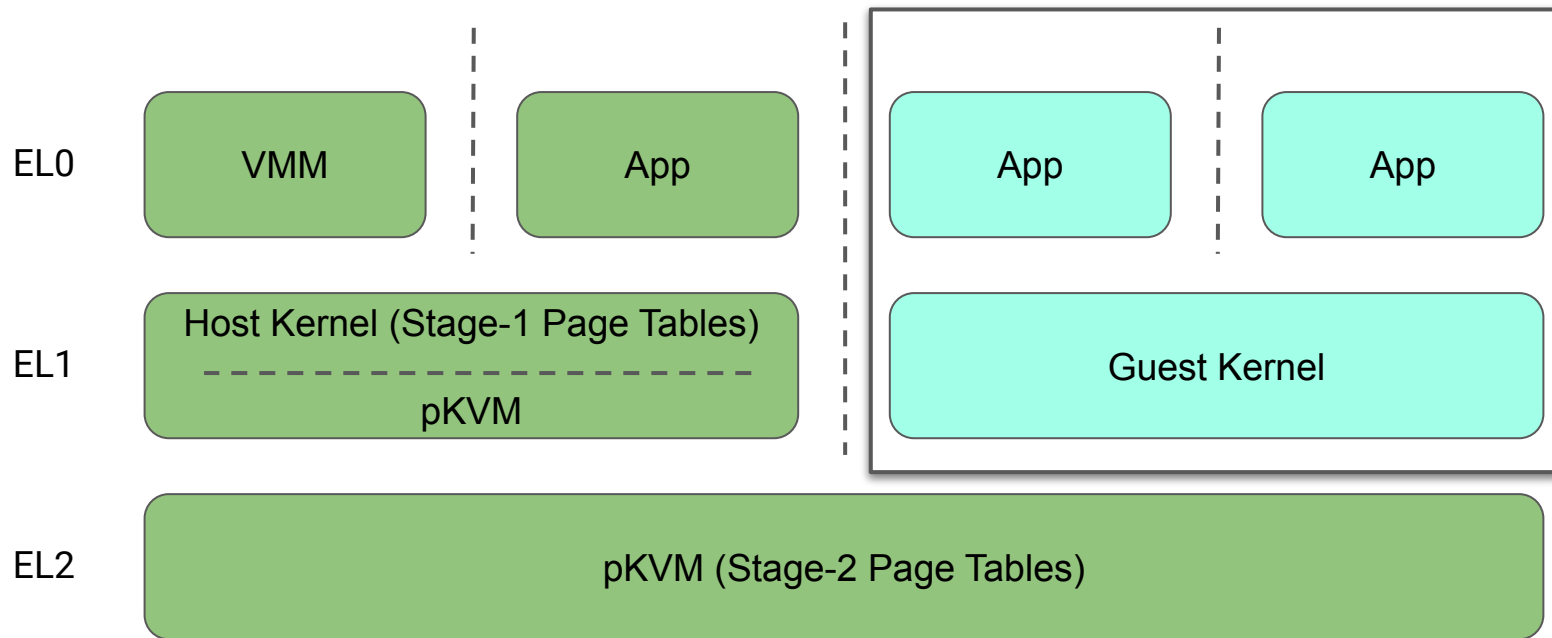 EL0
VMM
App
App
App
EL1
Host Kernel (Stage-1 Page Tables)
pKVM
Guest Kernel
EL2
pKVM (Stage-2 Page Tables)